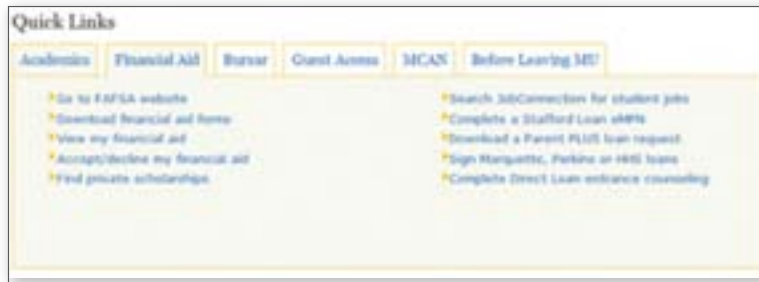 Quick Links
Academics Financial Aid Bursar Guest Access MCAN Before Leaving MU
Go to FAFSA website
Download financial aid forms
View my financial aid
Accept/decline my financial aid
Find private scholarships
Search JobConnection for student jobs
Complete a Stafford Loan eMPN
Download a Parent PLUS loan request
Sign Marquette, Perkins or HHS loans
Complete Direct Loan entrance counseling